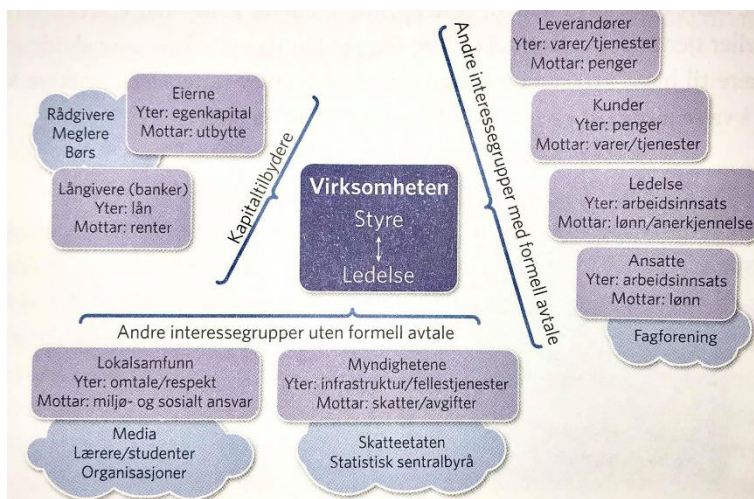 Rådgivere
Meglere
Børs
Eierne
Yter: egenkapital
Mottar: utbytte
Långivere (banker)
Yter: lån
Mottar: renter
Kapitaltilbydere
Virksomheten
Styre
Ledelse
Andre interessegrupper med formell avtale
Leverandører
Yter: varer/tjenester
Mottar: penger
Kunder
Yter: penger
Mottar: varer/tjenester
Ledelse
Yter: arbeidsinnsats
Mottar: lønn/anerkjennelse
Ansatte
Yter: arbeidsinnsats
Mottar: lønn
Fagforening
Andre interessegrupper uten formell avtale
Lokalsamfunn
Yter: omtale/respekt
Mottar: miljø- og sosialt ansvar
Media
Lærere/studenter
Organisasjoner
Myndighetene
Yter: infrastruktur/fellestjenester
Mottar: skatter/avgifter
Skatteetaten
Statistisk sentralbyrå